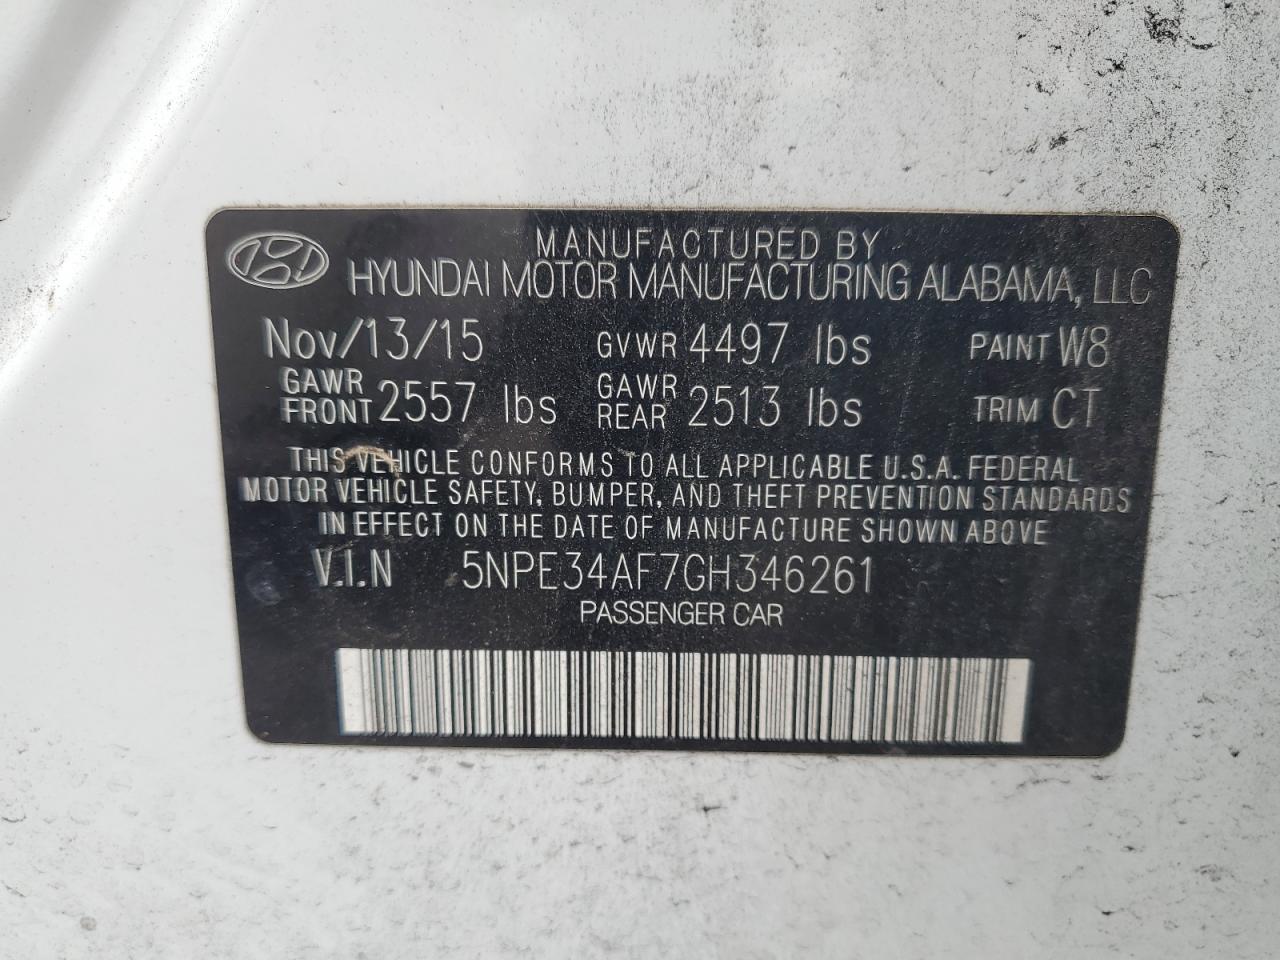 MANUFACTURED BY
HYUNDAI MOTOR MANUFACTURING ALABAMA, LLC
Nov/13/15 GVWR 4497 lbs PAINT W8
GAWR FRONT 2557 lbs GAWR REAR 2513 lbs TRIM CT
THIS VEHICLE CONFORMS TO ALL APPLICABLE U.S.A. FEDERAL
MOTOR VEHICLE SAFETY, BUMPER, AND THEFT PREVENTION STANDARDS
IN EFFECT ON THE DATE OF MANUFACTURE SHOWN ABOVE
V.I.N 5NPE34AF7GH346261
PASSENGER CAR